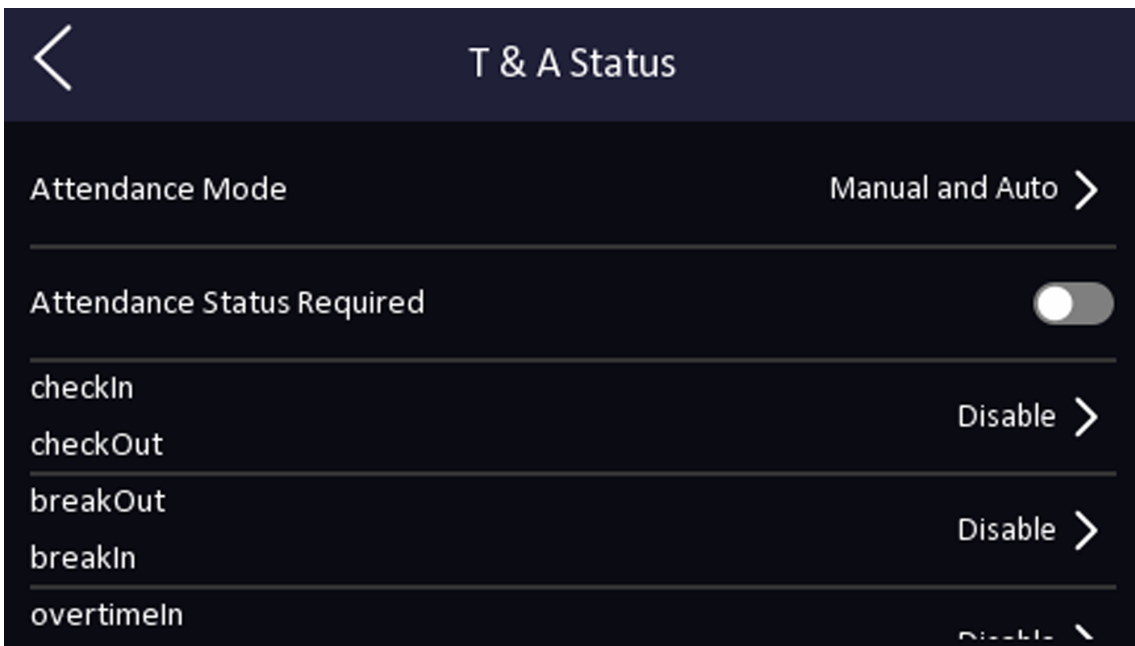 T & A Status
Attendance Mode
Manual and Auto
Attendance Status Required
checkIn
checkOut
Disable
breakOut
breakIn
Disable
overtimeIn